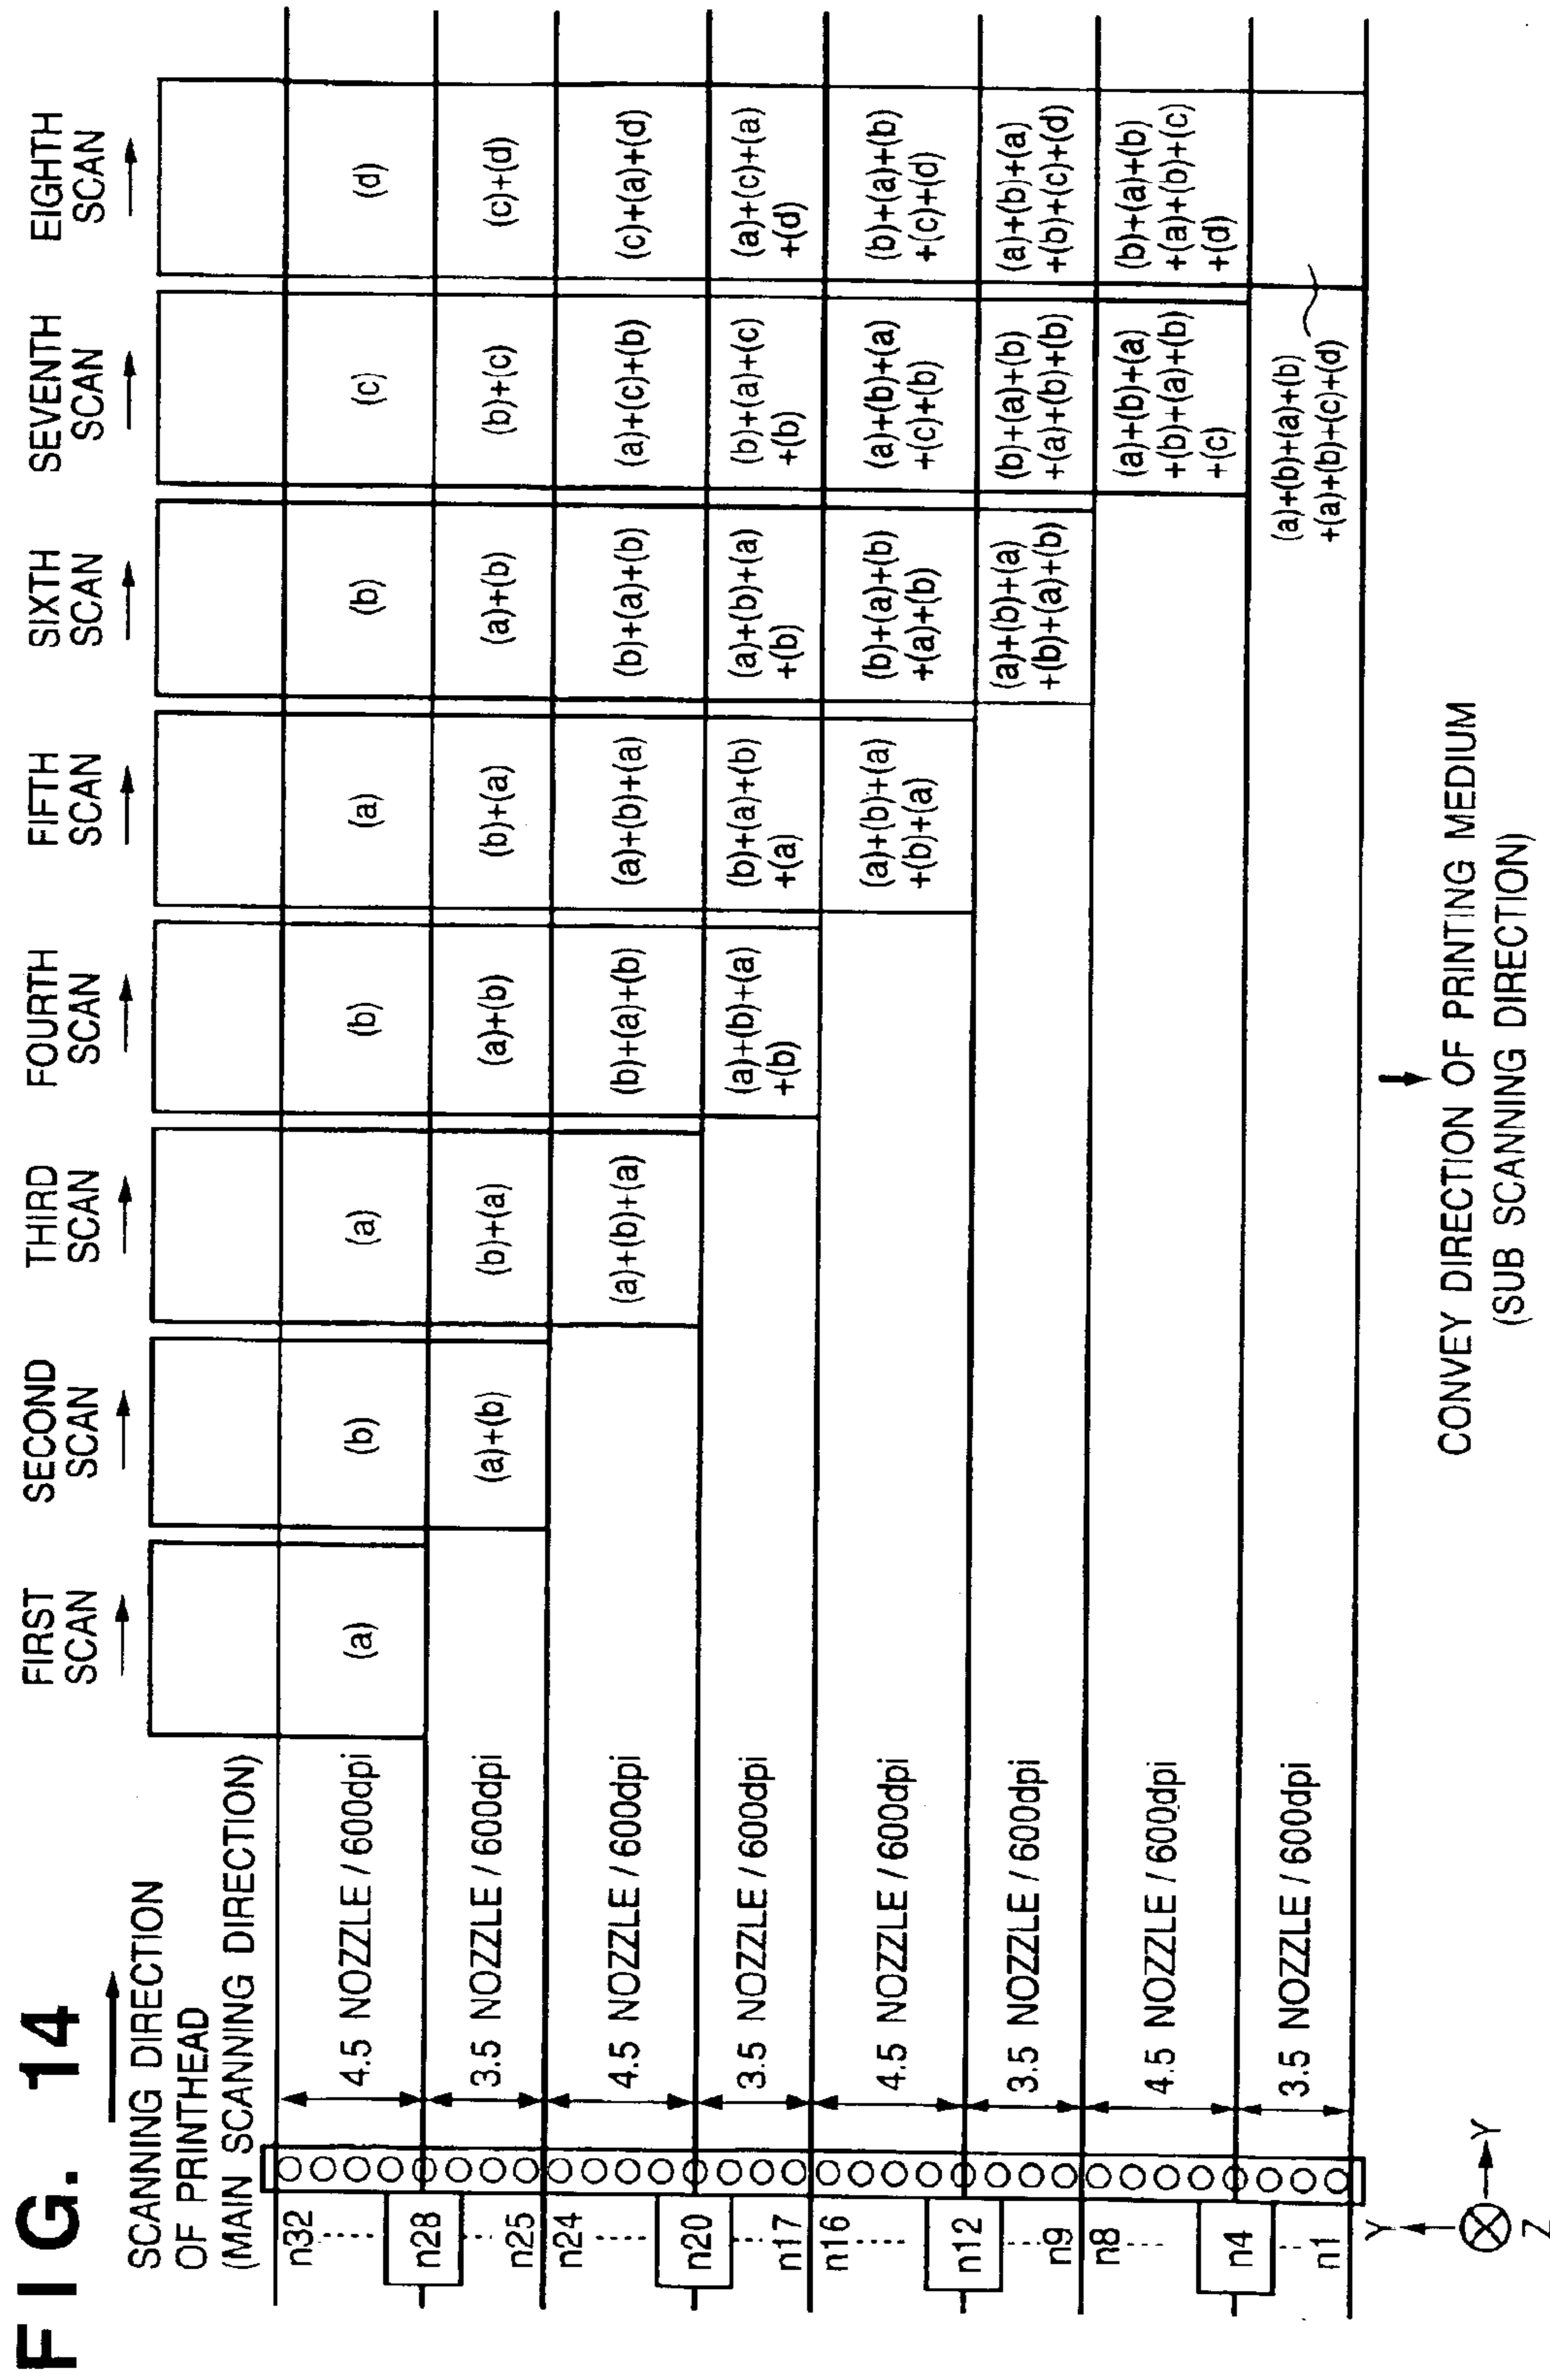 FIG. 14
SCANNING DIRECTION
OF PRINTHEAD
(MAIN SCANNING DIRECTION)
FIRST
SCAN
SECOND
SCAN
THIRD
SCAN
FOURTH
SCAN
FIFTH
SCAN
SIXTH
SCAN
SEVENTH
SCAN
EIGHTH
SCAN
n32
n28
n25
n24
n20
n17
n16
n12
n9
n8
n4
n1
4.5 NOZZLE / 600dpi
(a)
(b)
(a)
(b)
(a)
(b)
(c)
(d)
3.5 NOZZLE / 600dpi
(a)+(b)
(b)+(a)
(a)+(b)
(b)+(a)
(a)+(b)
(b)+(c)
(c)+(d)
4.5 NOZZLE / 600dpi
(a)+(b)+(a)
(b)+(a)+(b)
(a)+(b)+(a)
(b)+(a)+(b)
(a)+(c)+(b)
(c)+(a)+(d)
3.5 NOZZLE / 600dpi
(a)+(b)+(a)
+(b)
(b)+(a)+(b)
+(a)
(a)+(b)+(a)
+(b)
(b)+(a)+(c)
+(b)
(a)+(c)+(a)
+(d)
4.5 NOZZLE / 600dpi
(a)+(b)+(a)
+(b)+(a)
(b)+(a)+(b)
+(a)+(b)
(a)+(b)+(a)
+(c)+(b)
(b)+(a)+(b)
+(c)+(d)
3.5 NOZZLE / 600dpi
(a)+(b)+(a)
+(b)+(a)+(b)
(b)+(a)+(b)
+(a)+(b)+(b)
(a)+(b)+(a)
+(b)+(c)+(d)
4.5 NOZZLE / 600dpi
(a)+(b)+(a)
+(b)+(a)+(b)
+(c)
(b)+(a)+(b)
+(a)+(b)+(c)
+(d)
3.5 NOZZLE / 600dpi
(a)+(b)+(a)+(b)
+(a)+(b)+(c)+(d)
Y
Y
Z
CONVEY DIRECTION OF PRINTING MEDIUM
(SUB SCANNING DIRECTION)